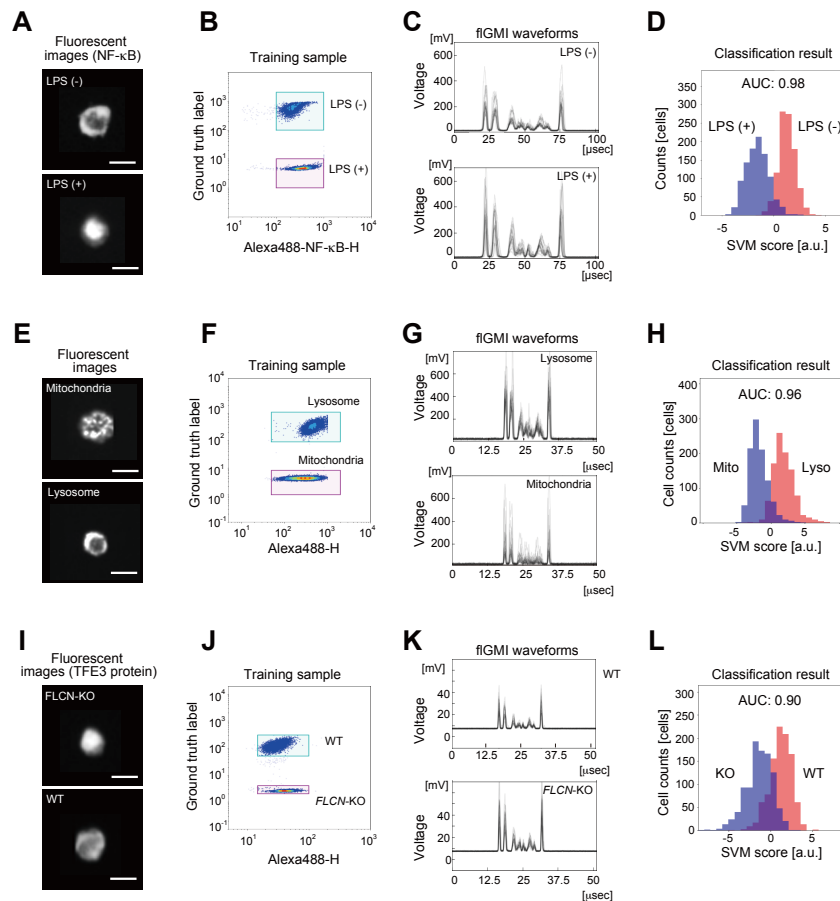 A
Fluorescent
images (NF-κB)
LPS (-)
LPS (+)
B
Training sample
Ground truth label
10⁴
10³
10²
10¹
10⁰
LPS (-)
LPS (+)
10¹ 10² 10³ 10⁴
Alexa488-NF-κB-H
C
flGMI waveforms
[mV]
Voltage
600
400
200
0
LPS (-)
0 25 50 75 100
[μsec]
[mV]
Voltage
600
400
200
0
LPS (+)
0 25 50 75 100
[μsec]
D
Classification result
AUC: 0.98
Counts [cells]
350
300
250
200
150
100
50
0
LPS (+) LPS (-)
-5 0 5
SVM score [a.u.]
E
Fluorescent
images
Mitochondria
Lysosome
F
Training sample
Ground truth label
10⁴
10³
10²
10¹
10⁰
10⁻¹
Lysosome
Mitochondria
10¹ 10² 10³ 10⁴
Alexa488-H
G
flGMI waveforms
[mV]
Voltage
600
400
200
0
Lysosome
0 12.5 25 37.5 50
[mV]
Voltage
600
400
200
0
Mitochondria
0 12.5 25 37.5 50
[μsec]
H
Classification result
AUC: 0.96
Cell counts [cells]
400
300
200
100
0
Mito Lyso
-5 0 5
SVM score [a.u.]
I
Fluorescent
images (TFE3 protein)
FLCN-KO
WT
J
Training sample
Ground truth label
10⁴
10³
10²
10¹
10⁰
10⁻¹
WT
FLCN-KO
10¹ 10² 10³
Alexa488-H
K
flGMI waveforms
[mV]
Voltage
40
20
0
WT
0 12.5 25 37.5 50
[μsec]
[mV]
Voltage
40
20
0
FLCN-KO
0 12.5 25 37.5 50
[μsec]
L
Classification result
AUC: 0.90
Cell counts [cells]
300
250
200
150
100
50
0
KO WT
-5 0 5
SVM score [a.u.]